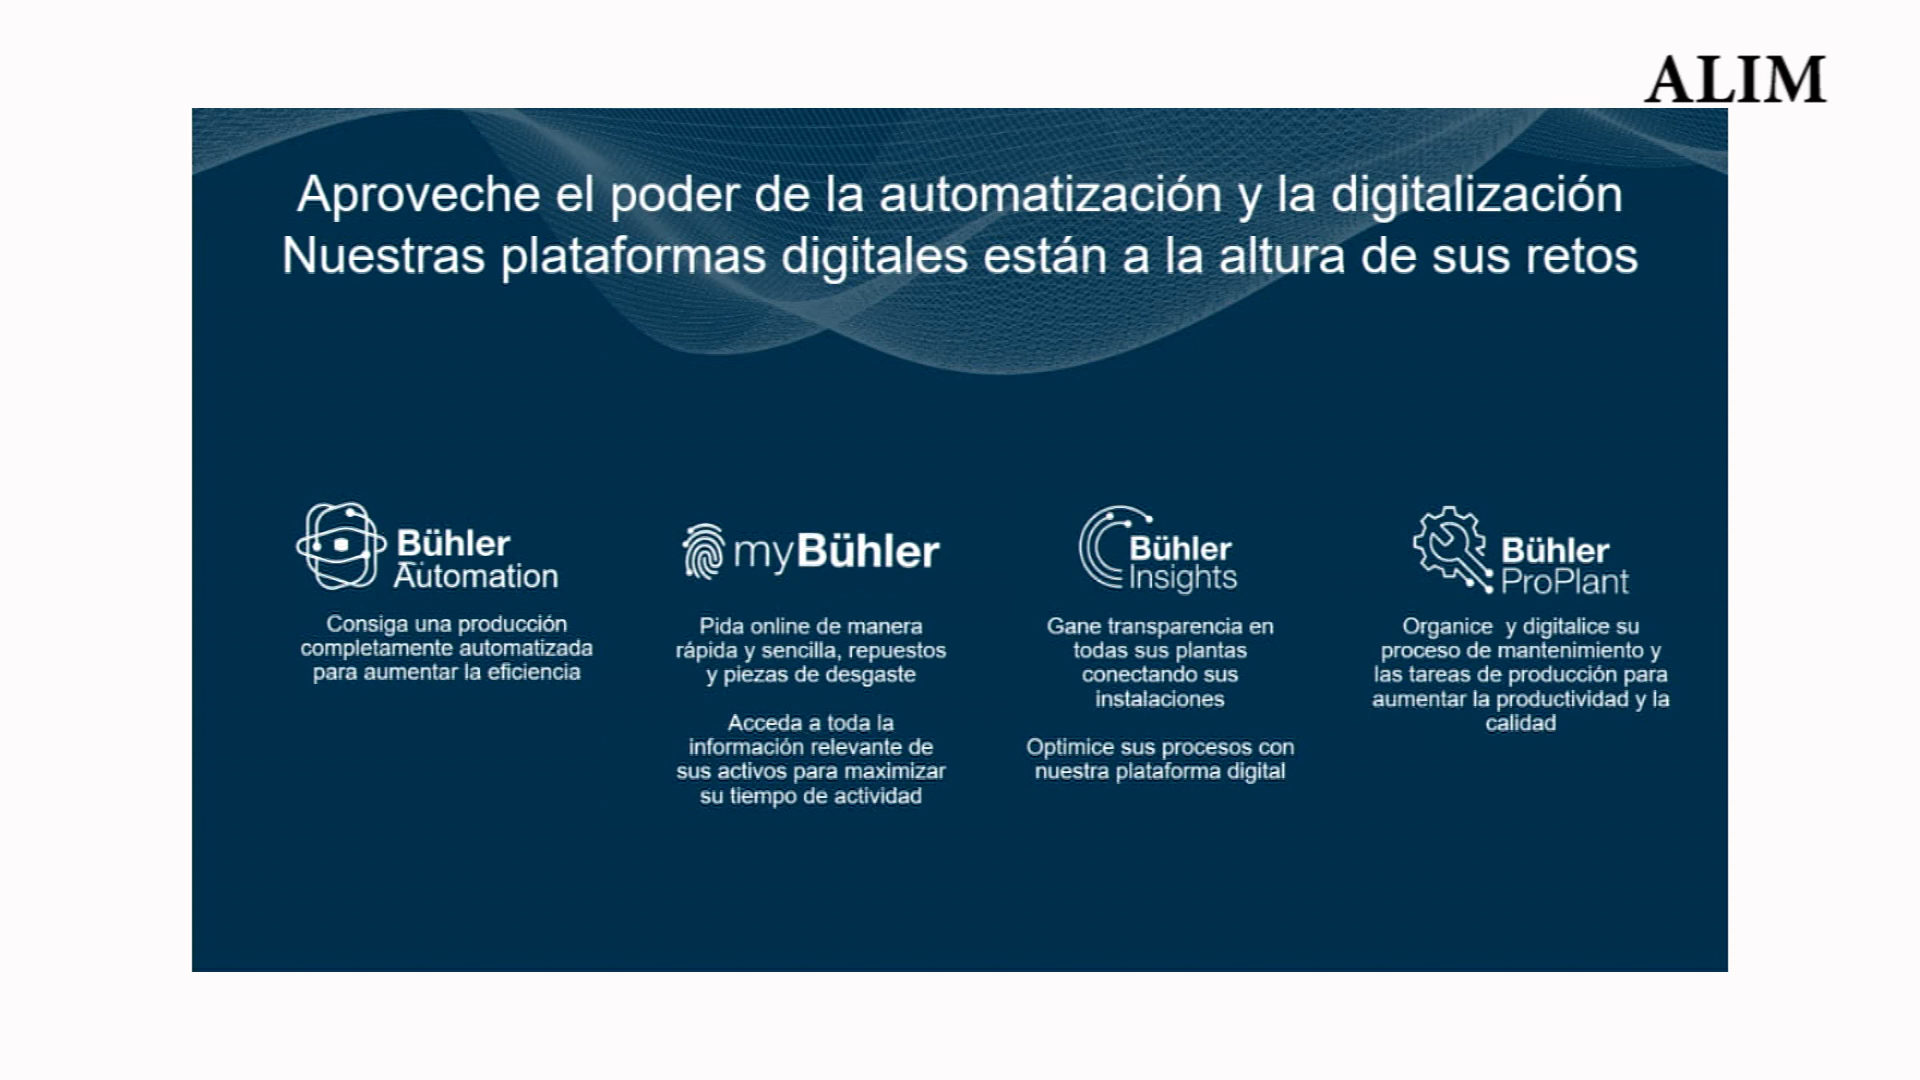 ALIM
Aproveche el poder de la automatización y la digitalización
Nuestras plataformas digitales están a la altura de sus retos
Bühler
Automation
Consiga una producción
completamente automatizada
para aumentar la eficiencia
myBühler
Pida online de manera
rápida y sencilla, repuestos
y piezas de desgaste
Acceda a toda la
información relevante de
sus activos para maximizar
su tiempo de actividad
Bühler
Insights
Gane transparencia en
todas sus plantas
conectando sus
instalaciones
Optimice sus procesos con
nuestra plataforma digital
Bühler
ProPlant
Organice  y digitalice su
proceso de mantenimiento y
las tareas de producción para
aumentar la productividad y la
calidad